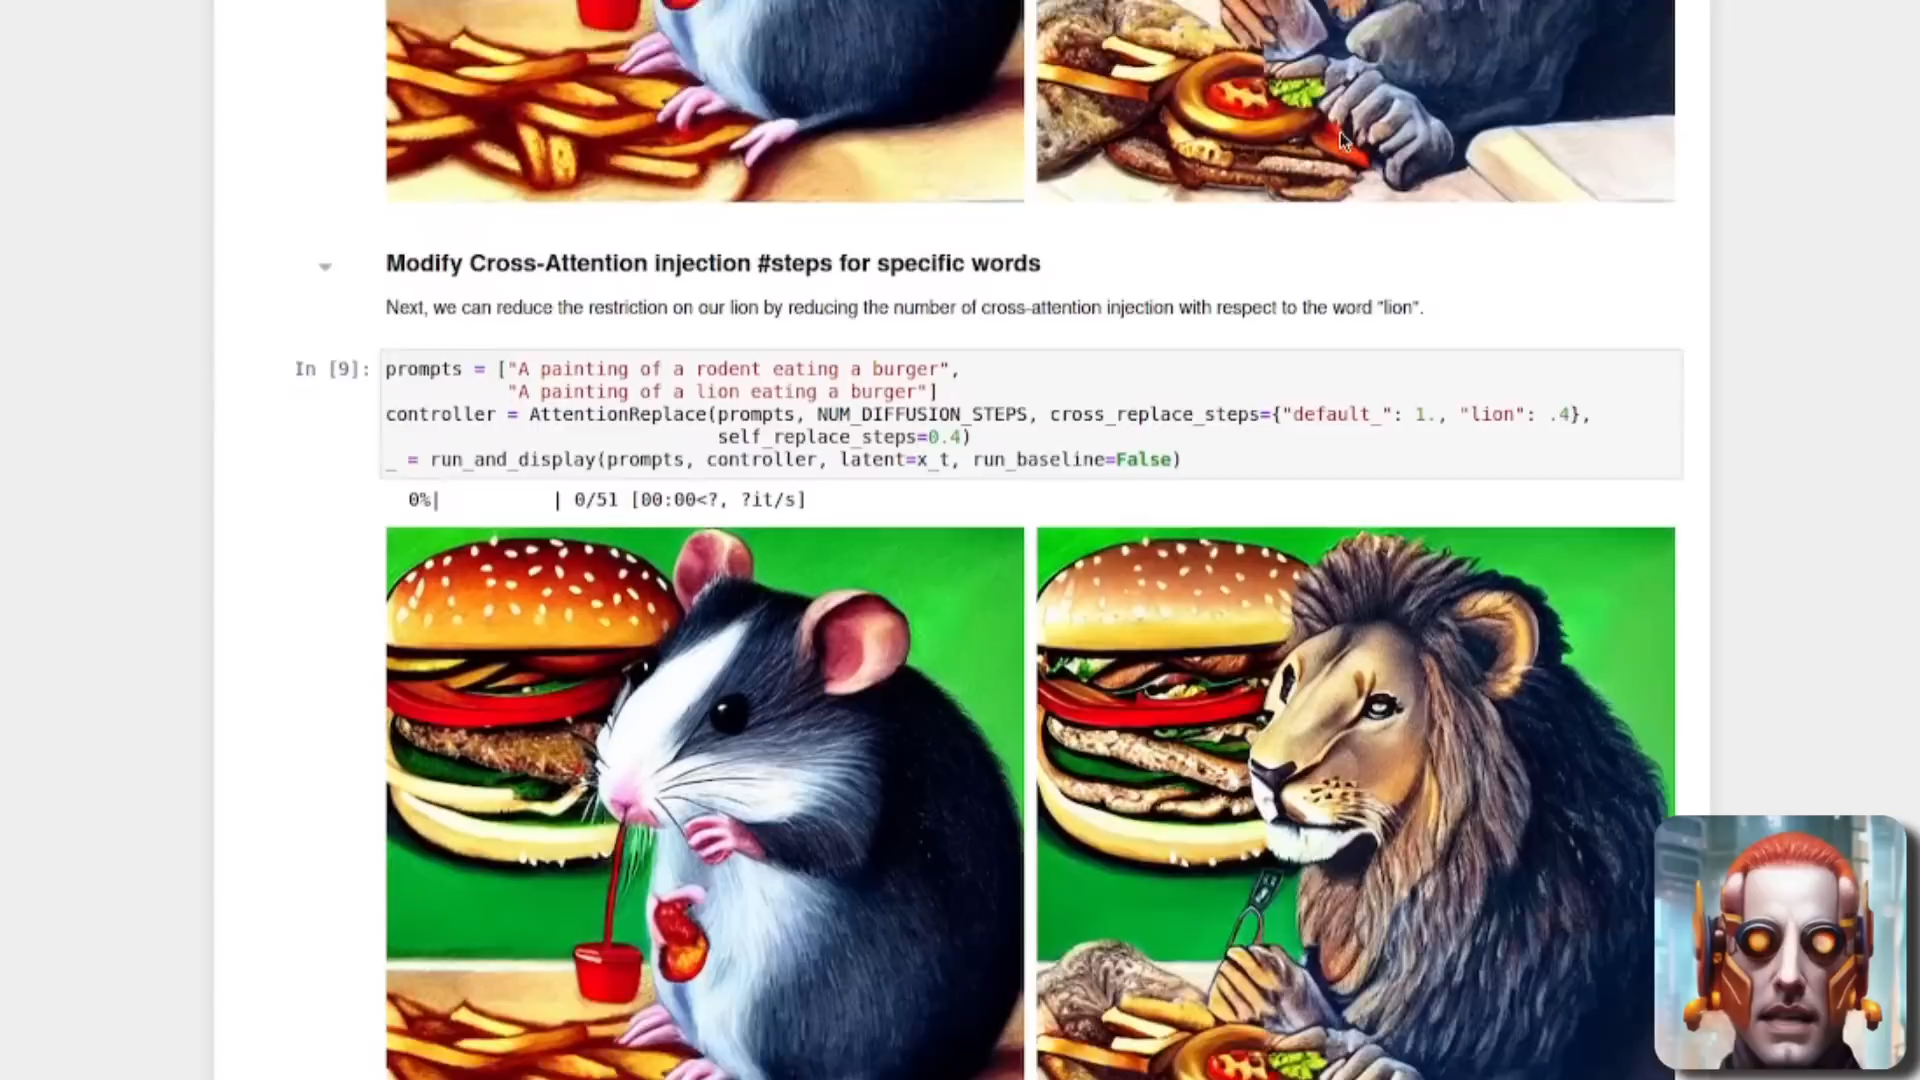 Modify Cross-Attention injection #steps for specific words
Next, we can reduce the restriction on our lion by reducing the number of cross-attention injection with respect to the word "lion".
In [9]:
prompts = ["A painting of a rodent eating a burger",
"A painting of a lion eating a burger"]
controller = AttentionReplace(prompts, NUM_DIFFUSION_STEPS, cross_replace_steps={"default_": 1., "lion": .4},
self_replace_steps=0.4)
_ = run_and_display(prompts, controller, latent=x_t, run_baseline=False)
0%| | 0/51 [00:00<?, ?it/s]